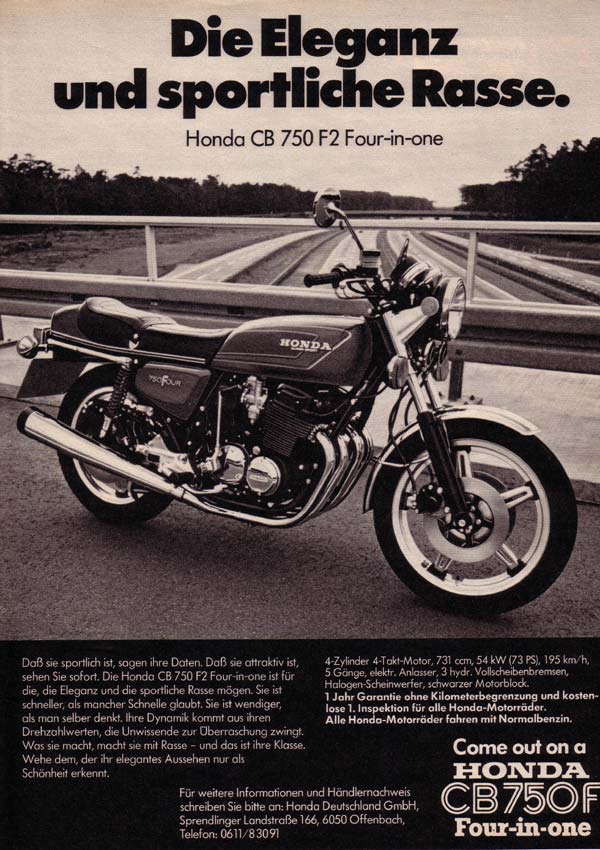 Die Eleganz
und sportliche Rasse.
Honda CB 750 F2 Four-in-one
HONDA
SUPER SPORT
750 FOUR
Daß sie sportlich ist, sagen ihre Daten. Daß sie attraktiv ist,
sehen Sie sofort. Die Honda CB 750 F2 Four-in-one ist für
die, die Eleganz und die sportliche Rasse mögen. Sie ist
schneller, als mancher Schnelle glaubt. Sie ist wendiger,
als man selber denkt. Ihre Dynamik kommt aus ihren
Drehzahlwerten, die Unwissende zur Überraschung zwingt.
Was sie macht, macht sie mit Rasse – und das ist ihre Klasse.
Wehe dem, der ihr elegantes Aussehen nur als
Schönheit erkennt.
4-Zylinder 4-Takt-Motor, 731 ccm, 54 kW (73 PS), 195 km/h,
5 Gänge, elektr. Anlasser, 3 hydr. Vollscheibenbremsen,
Halogen-Scheinwerfer, schwarzer Motorblock.
1 Jahr Garantie ohne Kilometerbegrenzung und kosten-
lose 1. Inspektion für alle Honda-Motorräder.
Alle Honda-Motorräder fahren mit Normalbenzin.
Für weitere Informationen und Händlernachweis
schreiben Sie bitte an: Honda Deutschland GmbH,
Sprendlinger Landstraße 166, 6050 Offenbach,
Telefon: 0611/83091
Come out on a
HONDA
CB750F
Four-in-one